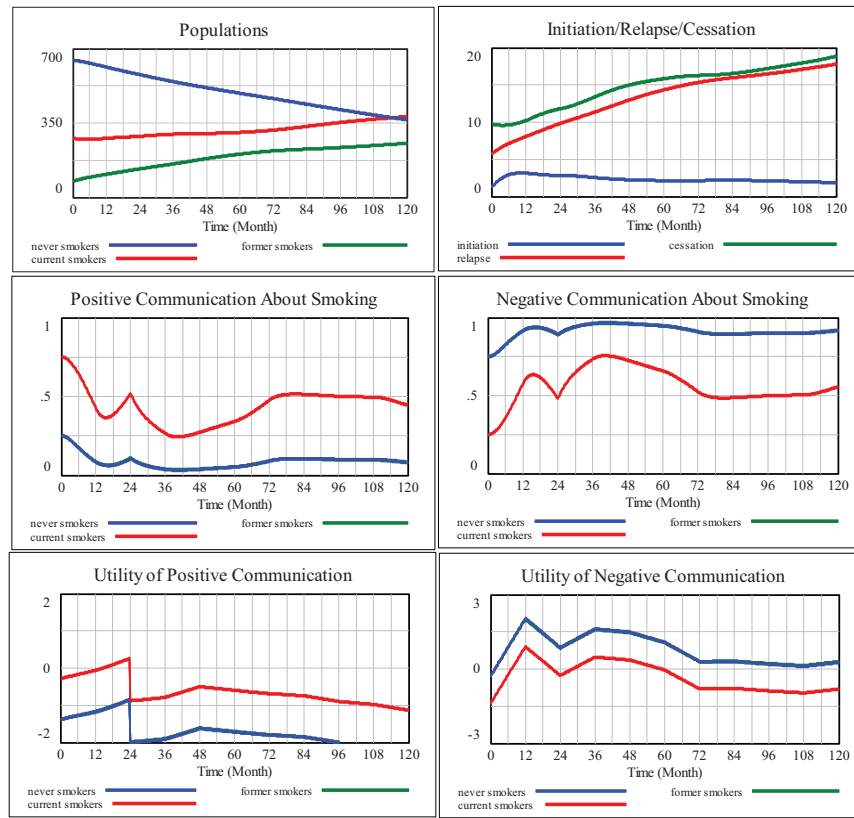 Populations
700
350
0
0 12 24 36 48 60 72 84 96 108 120
Time (Month)
never smokers former smokers
current smokers
Initiation/Relapse/Cessation
20
10
0
0 12 24 36 48 60 72 84 96 108 120
Time (Month)
initiation cessation
relapse
Positive Communication About Smoking
1
.5
0
0 12 24 36 48 60 72 84 96 108 120
Time (Month)
never smokers former smokers
current smokers
Negative Communication About Smoking
1
.5
0
0 12 24 36 48 60 72 84 96 108 120
Time (Month)
never smokers former smokers
current smokers
Utility of Positive Communication
2
0
-2
0 12 24 36 48 60 72 84 96 108 120
Time (Month)
never smokers former smokers
current smokers
Utility of Negative Communication
3
0
-3
0 12 24 36 48 60 72 84 96 108 120
Time (Month)
never smokers former smokers
current smokers